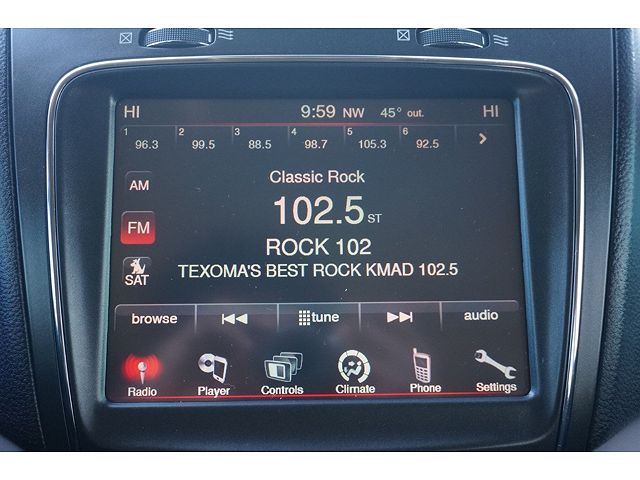 HI 9:59 NW 45° out. HI
1 2 3 4 5 6
96.3 99.5 88.5 98.7 105.3 92.5
AM
Classic Rock
102.5 ST
FM
ROCK 102
SAT
TEXOMA'S BEST ROCK KMAD 102.5
browse tune audio
Radio Player Controls Climate Phone Settings